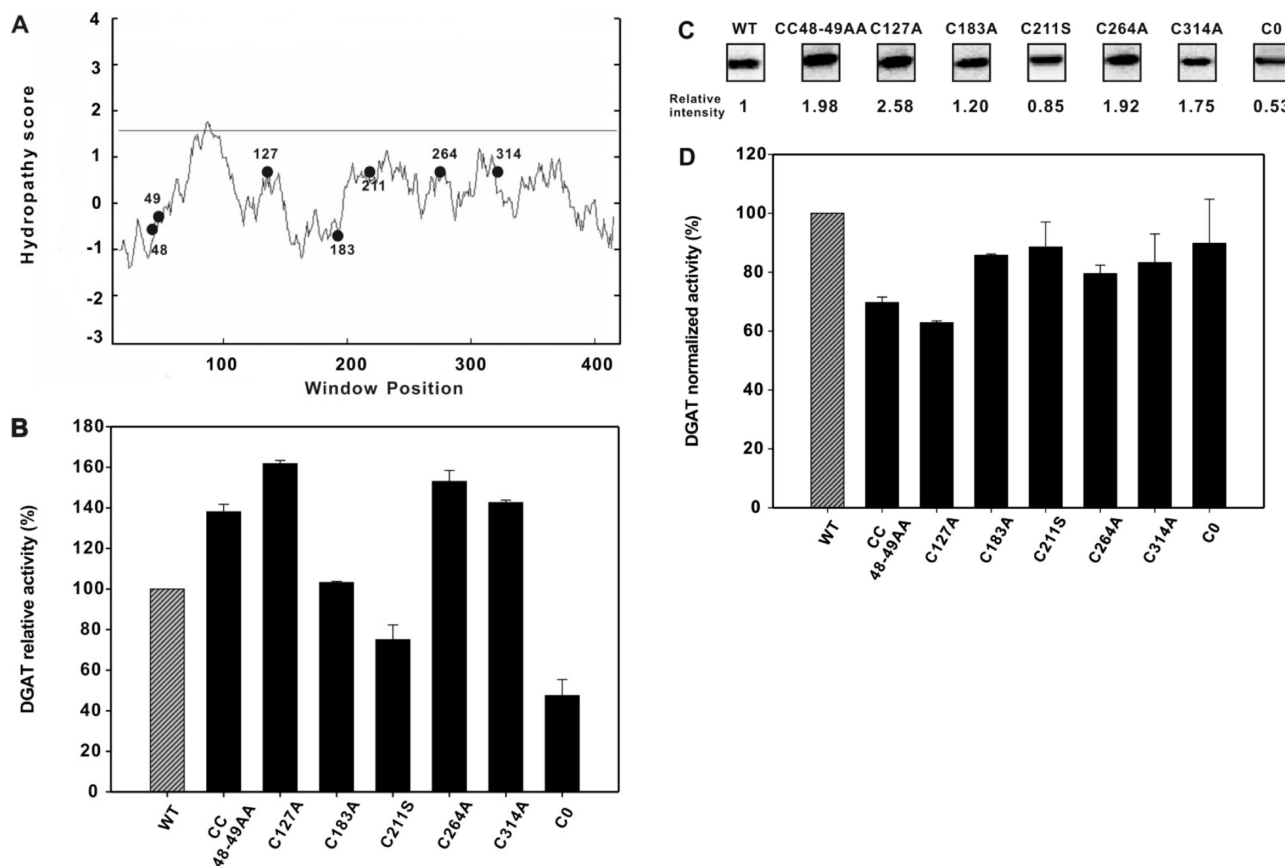 A
Hydropathy score
4
3
2
1
0
-1
-2
-3
49
48
127
183
211
264
314
100
200
300
400
Window Position
B
DGAT relative activity (%)
180
160
140
120
100
80
60
40
20
0
WT
CC
48-49AA
C127A
C183A
C211S
C264A
C314A
C0
C
WT CC48-49AA C127A C183A C211S C264A C314A C0
Relative
intensity
1 1.98 2.58 1.20 0.85 1.92 1.75 0.53
D
DGAT normalized activity (%)
120
100
80
60
40
20
0
WT
CC
48-49AA
C127A
C183A
C211S
C264A
C314A
C0